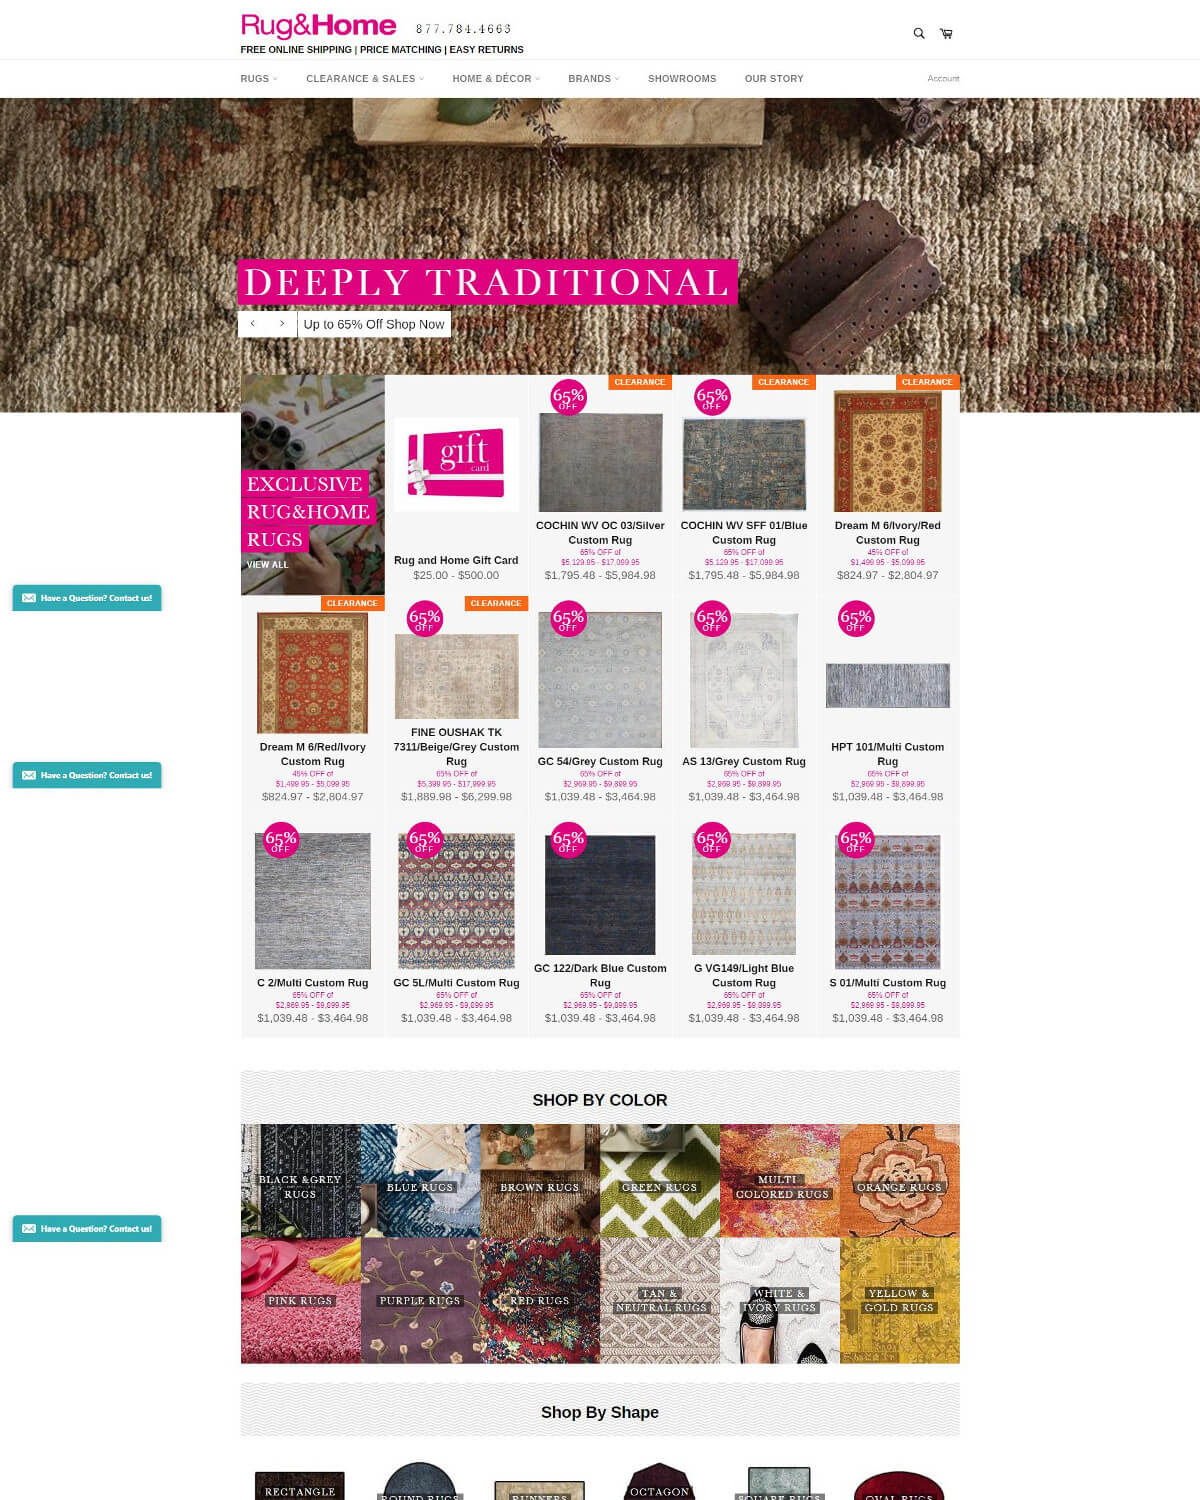 Rug&Home
877.784.4663
FREE ONLINE SHIPPING | PRICE MATCHING | EASY RETURNS
RUGS CLEARANCE & SALES HOME & DÉCOR BRANDS SHOWROOMS OUR STORY Account
DEEPLY TRADITIONAL
Up to 65% Off Shop Now
EXCLUSIVE
RUG&HOME
RUGS
VIEW ALL
gift
card
Rug and Home Gift Card
$25.00 - $500.00
CLEARANCE
65%
OFF
COCHIN WV OC 03/Silver
Custom Rug
65% OFF of
$5,129.95 - $17,099.95
$1,795.48 - $5,984.98
CLEARANCE
65%
OFF
COCHIN WV SFF 01/Blue
Custom Rug
65% OFF of
$5,129.95 - $17,099.95
$1,795.48 - $5,984.98
CLEARANCE
Dream M 6/Ivory/Red
Custom Rug
45% OFF of
$1,499.95 - $5,099.95
$824.97 - $2,804.97
CLEARANCE
Dream M 6/Red/Ivory
Custom Rug
45% OFF of
$1,499.95 - $5,099.95
$824.97 - $2,804.97
CLEARANCE
65%
OFF
FINE OUSHAK TK
7311/Beige/Grey Custom
Rug
65% OFF of
$5,399.95 - $17,999.95
$1,889.98 - $6,299.98
65%
OFF
GC 54/Grey Custom Rug
65% OFF of
$2,969.95 - $9,899.95
$1,039.48 - $3,464.98
65%
OFF
AS 13/Grey Custom Rug
65% OFF of
$2,969.95 - $9,899.95
$1,039.48 - $3,464.98
65%
OFF
HPT 101/Multi Custom
Rug
65% OFF of
$2,969.95 - $9,899.95
$1,039.48 - $3,464.98
65%
OFF
C 2/Multi Custom Rug
65% OFF of
$2,969.95 - $9,899.95
$1,039.48 - $3,464.98
65%
OFF
GC 5L/Multi Custom Rug
65% OFF of
$2,969.95 - $9,899.95
$1,039.48 - $3,464.98
65%
OFF
GC 122/Dark Blue Custom
Rug
65% OFF of
$2,969.95 - $9,899.95
$1,039.48 - $3,464.98
65%
OFF
G VG149/Light Blue
Custom Rug
65% OFF of
$2,969.95 - $9,899.95
$1,039.48 - $3,464.98
65%
OFF
S 01/Multi Custom Rug
65% OFF of
$2,969.95 - $9,899.95
$1,039.48 - $3,464.98
Have a Question? Contact us!
Have a Question? Contact us!
Have a Question? Contact us!
SHOP BY COLOR
BLACK &GREY
RUGS
BLUE RUGS
BROWN RUGS
GREEN RUGS
MULTI
COLORED RUGS
ORANGE RUGS
PINK RUGS
PURPLE RUGS
RED RUGS
TAN &
NEUTRAL RUGS
WHITE &
IVORY RUGS
YELLOW &
GOLD RUGS
Shop By Shape
RECTANGLE
ROUND RUGS
RUNNERS
OCTAGON
SQUARE RUGS
OVAL RUGS